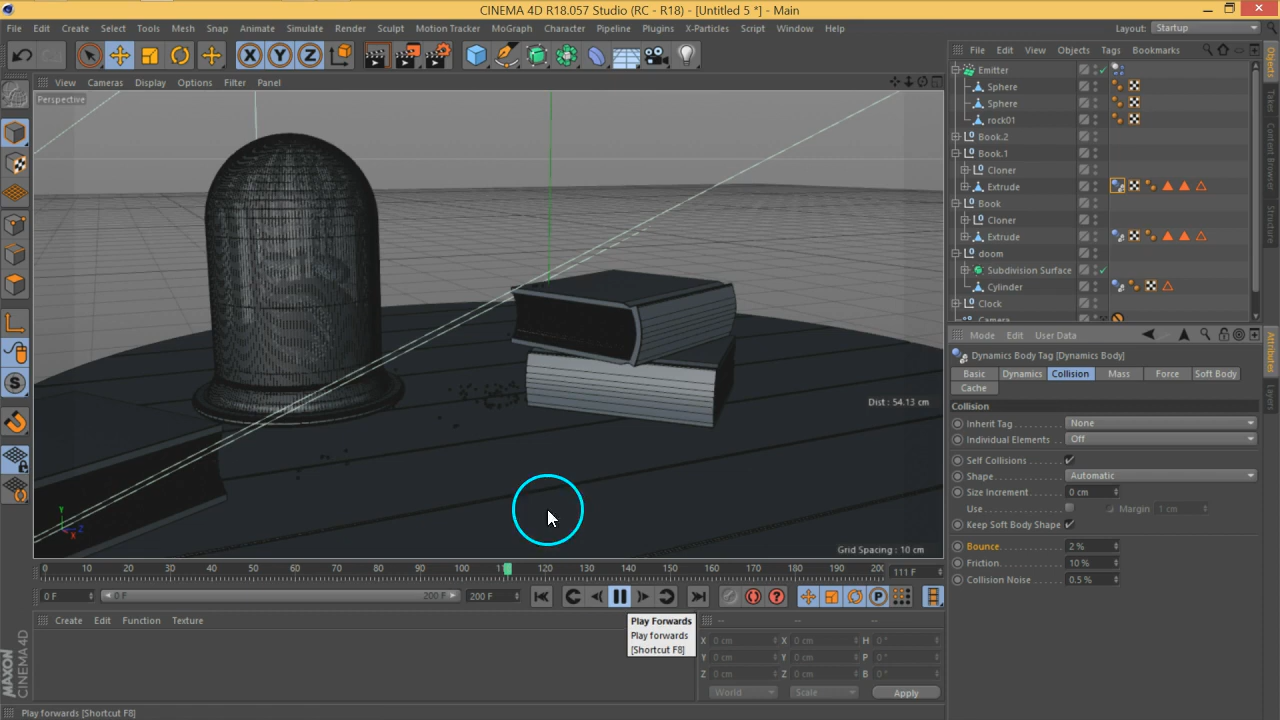 CINEMA 4D R18.057 Studio (RC - R18) - [Untitled 5 *] - Main
File Edit Create Select Tools Mesh Snap Animate Simulate Render Sculpt Motion Tracker MoGraph Character Pipeline Plugins X-Particles Script Window Help
Layout: Startup
X Y Z
View Cameras Display Options Filter Panel
Perspective
Dist : 54.13 cm
Grid Spacing : 10 cm
Y
Z
X
File Edit View Objects Tags Bookmarks
Emitter
Sphere
Sphere
rock01
Book.2
Book.1
Cloner
Extrude
Book
Cloner
Extrude
doom
Subdivision Surface
Cylinder
Clock
Camera
Objects
Takes
Content Browser
Structure
Attributes
Layers
Mode Edit User Data
Dynamics Body Tag [Dynamics Body]
Basic Dynamics Collision Mass Force Soft Body
Cache
Collision
Inherit Tag . . . . . . . . None
Individual Elements . Off
Self Collisions . . . . . .
Shape . . . . . . . . . . . . Automatic
Size Increment . . . . . 0 cm
Use . . . . . . . . . . . . . . Margin 1 cm
Keep Soft Body Shape
Bounce. . . . . . . . . . . 2 %
Friction. . . . . . . . . . . 10 %
Collision Noise . . . . . 0.5 %
0 10 20 30 40 50 60 70 80 90 100 120 130 140 150 160 170 180 190 111 F
0 F 0 F 200 F 200 F
P
Create Edit Function Texture
Play Forwards
Play forwards
[Shortcut F8]
-- -- --
X 0 cm X 0 cm H 0 °
Y 0 cm Y 0 cm P 0 °
Z 0 cm Z 0 cm B 0 °
World Scale Apply
MAXON
CINEMA 4D
Play forwards [Shortcut F8]